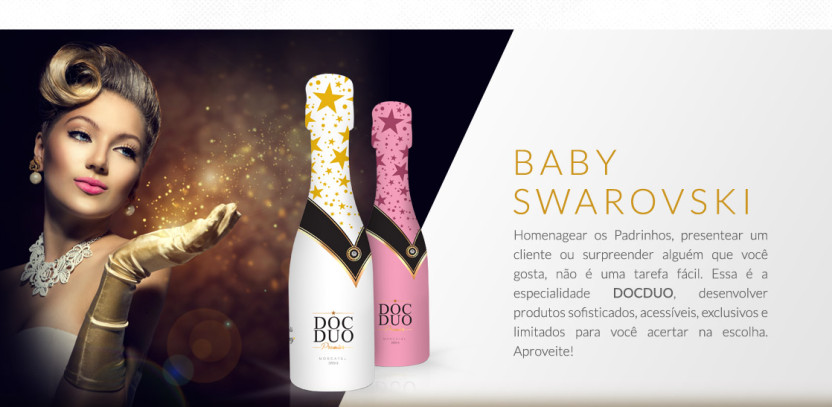 BABY
SWAROVSKI
Homenagear os Padrinhos, presentear um
cliente ou surpreender alguém que você
gosta, não é uma tarefa fácil. Essa é a
especialidade DOCDUO, desenvolver
produtos sofisticados, acessíveis, exclusivos e
limitados para você acertar na escolha.
Aproveite!
DOC
DUO
DOC
DUO